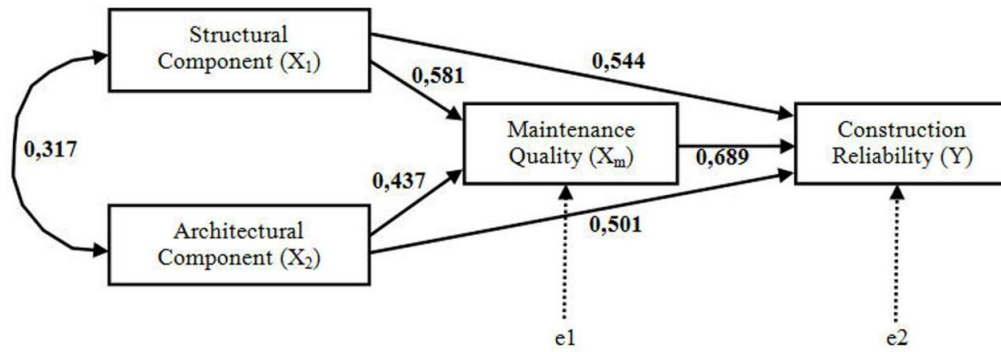 Structural
Component (X₁)
0,544
0,581
0,317
Maintenance
Quality (Xₘ)
Construction
Reliability (Y)
0,689
0,437
Architectural
Component (X₂)
0,501
e1
e2